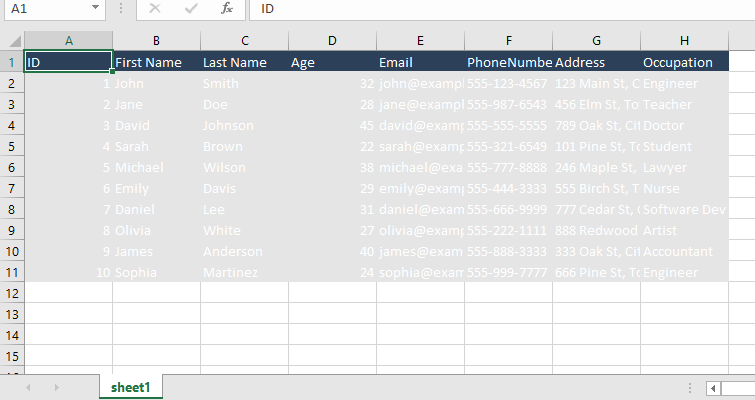 A1 fx ID
A B C D E F G H
1 ID First Name Last Name Age Email PhoneNumbe Address Occupation
2 1 John Smith 32 john@exampl 555-123-4567 123 Main St, C Engineer
3 2 Jane Doe 28 jane@exampl 555-987-6543 456 Elm St, To Teacher
4 3 David Johnson 45 david@examp 555-555-5555 789 Oak St, Cit Doctor
5 4 Sarah Brown 22 sarah@examp 555-321-6549 101 Pine St, To Student
6 5 Michael Wilson 38 michael@exa 555-777-8888 246 Maple St, Lawyer
7 6 Emily Davis 29 emily@examp 555-444-3333 555 Birch St, T Nurse
8 7 Daniel Lee 31 daniel@exam 555-666-9999 777 Cedar St, Software Dev
9 8 Olivia White 27 olivia@examp 555-222-1111 888 Redwood Artist
10 9 James Anderson 40 james@exam 555-888-3333 333 Oak St, Cit Accountant
11 10 Sophia Martinez 24 sophia@exam 555-999-7777 666 Pine St, To Engineer
12
13
14
15
sheet1